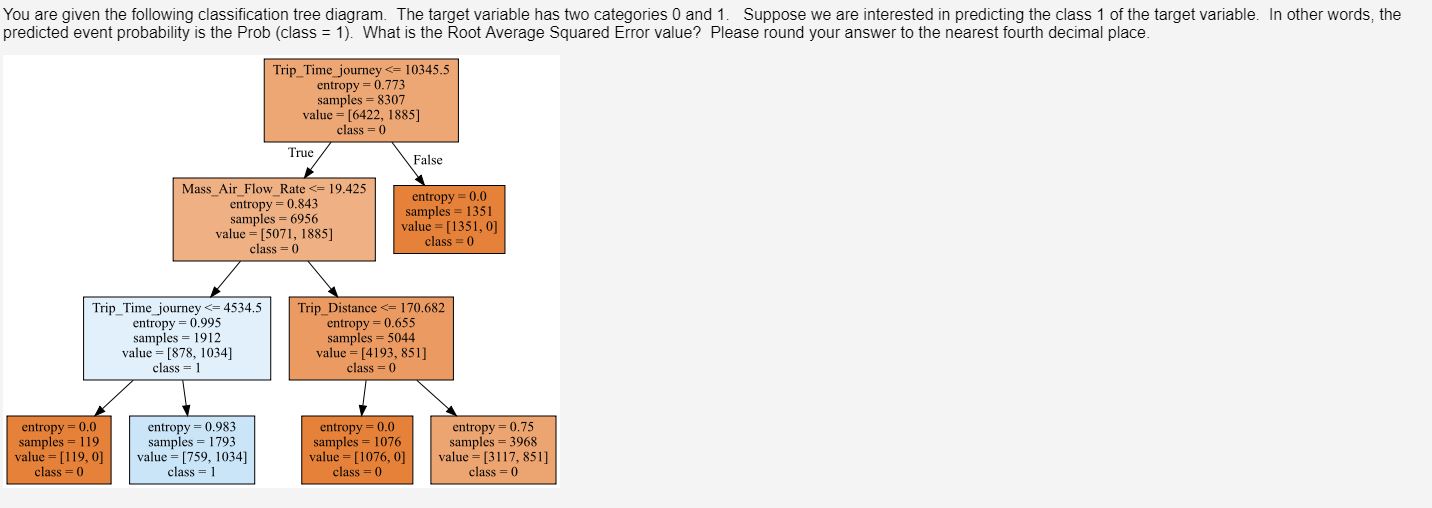 You are given the following classification tree diagram.  The target variable has two categories 0 and 1.   Suppose we are interested in predicting the class 1 of the target variable.  In other words, the
predicted event probability is the Prob (class = 1).  What is the Root Average Squared Error value?  Please round your answer to the nearest fourth decimal place.
Trip_Time_journey <= 10345.5
entropy = 0.773
samples = 8307
value = [6422, 1885]
class = 0
True
False
Mass_Air_Flow_Rate <= 19.425
entropy = 0.843
samples = 6956
value = [5071, 1885]
class = 0
entropy = 0.0
samples = 1351
value = [1351, 0]
class = 0
Trip_Time_journey <= 4534.5
entropy = 0.995
samples = 1912
value = [878, 1034]
class = 1
Trip_Distance <= 170.682
entropy = 0.655
samples = 5044
value = [4193, 851]
class = 0
entropy = 0.0
samples = 119
value = [119, 0]
class = 0
entropy = 0.983
samples = 1793
value = [759, 1034]
class = 1
entropy = 0.0
samples = 1076
value = [1076, 0]
class = 0
entropy = 0.75
samples = 3968
value = [3117, 851]
class = 0